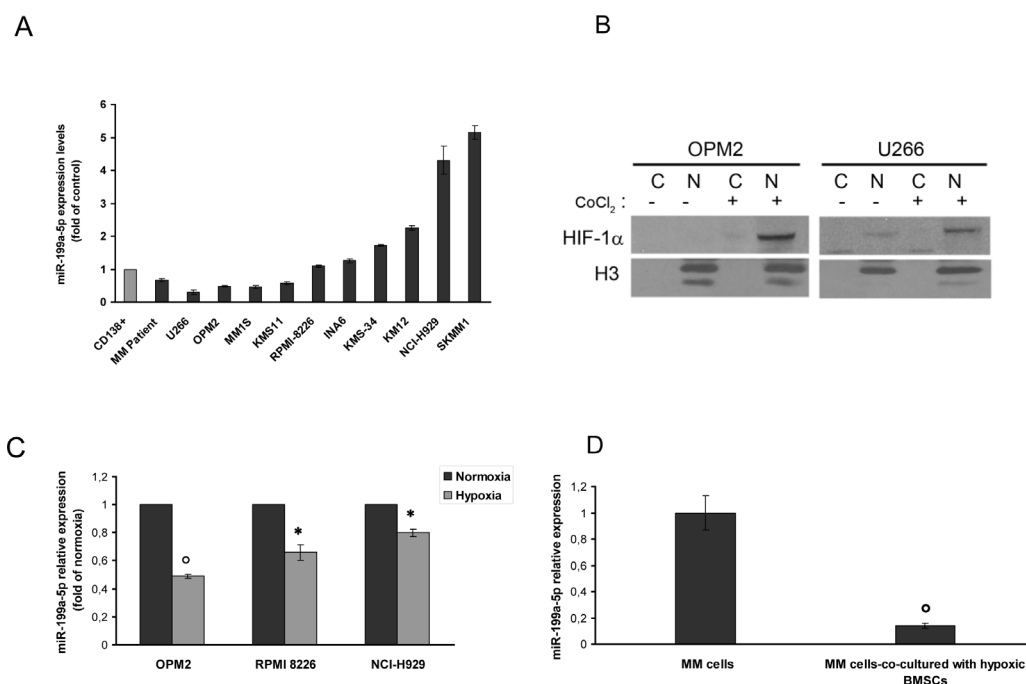 A
miR-199a-5p expression levels
(fold of control)
6
5
4
3
2
1
0
CD138+
MM Patient
U266
OPM2
MM1S
KMS11
RPMI-8226
INA6
KMS-34
KM12
NCI-H929
SKMM1
B
OPM2 U266
C N C N C N C N
CoCl2 : - - + + - - + +
HIF-1α
H3
C
miR-199a-5p relative expression
(fold of normoxia)
1,2
1
0,8
0,6
0,4
0,2
0
Normoxia
Hypoxia
*
*
OPM2 RPMI 8226 NCI-H929
D
miR-199a-5p relative expression
1,2
1
0,8
0,6
0,4
0,2
0
MM cells MM cells-co-cultured with hypoxic
BMSCs